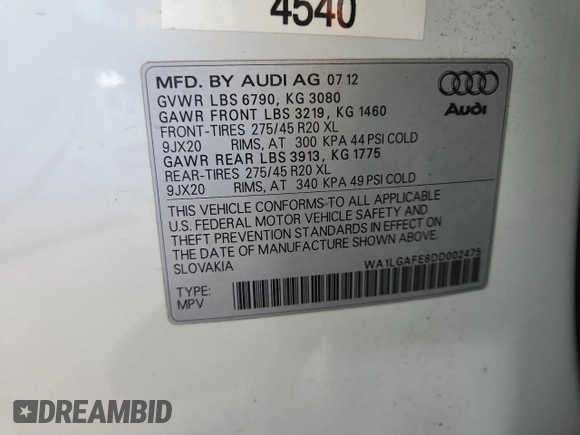 4540
MFD. BY AUDI AG 07 12
GVWR LBS 6790, KG 3080
GAWR FRONT LBS 3219, KG 1460
FRONT-TIRES 275/45 R20 XL
9JX20 RIMS, AT 300 KPA 44 PSI COLD
GAWR REAR LBS 3913, KG 1775
REAR-TIRES 275/45 R20 XL
9JX20 RIMS, AT 340 KPA 49 PSI COLD
Audi
THIS VEHICLE CONFORMS TO ALL APPLICABLE
U.S. FEDERAL MOTOR VEHICLE SAFETY AND
THEFT PREVENTION STANDARDS IN EFFECT ON
THE DATE OF MANUFACTURE SHOWN ABOVE.
SLOVAKIA
WA1LGAFE8DD002475
TYPE:
MPV
DREAMBID